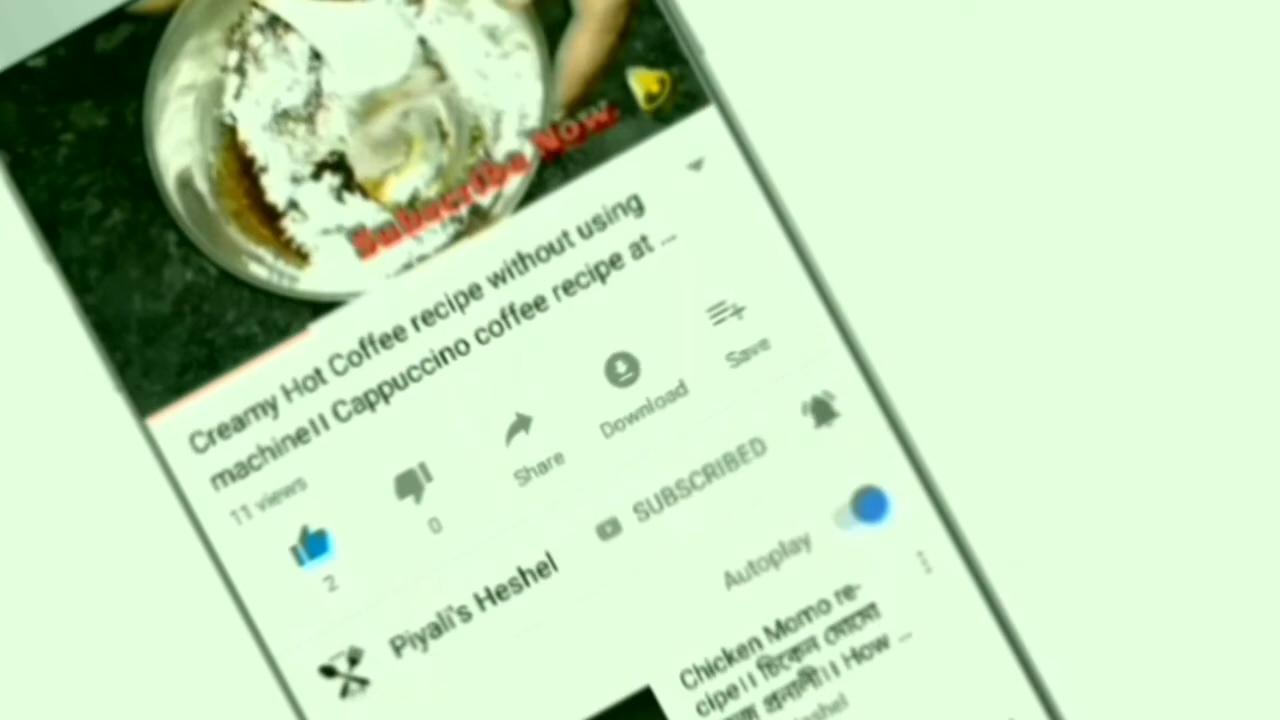 Subscribe Now.
Creamy Hot Coffee recipe without using
machine|| Cappuccino coffee recipe at ...
11 views
2
0
Share
Download
Save
Piyali's Heshel
SUBSCRIBED
Autoplay
Chicken Momo re-
cipe|| চিকেন মোমো
How ...